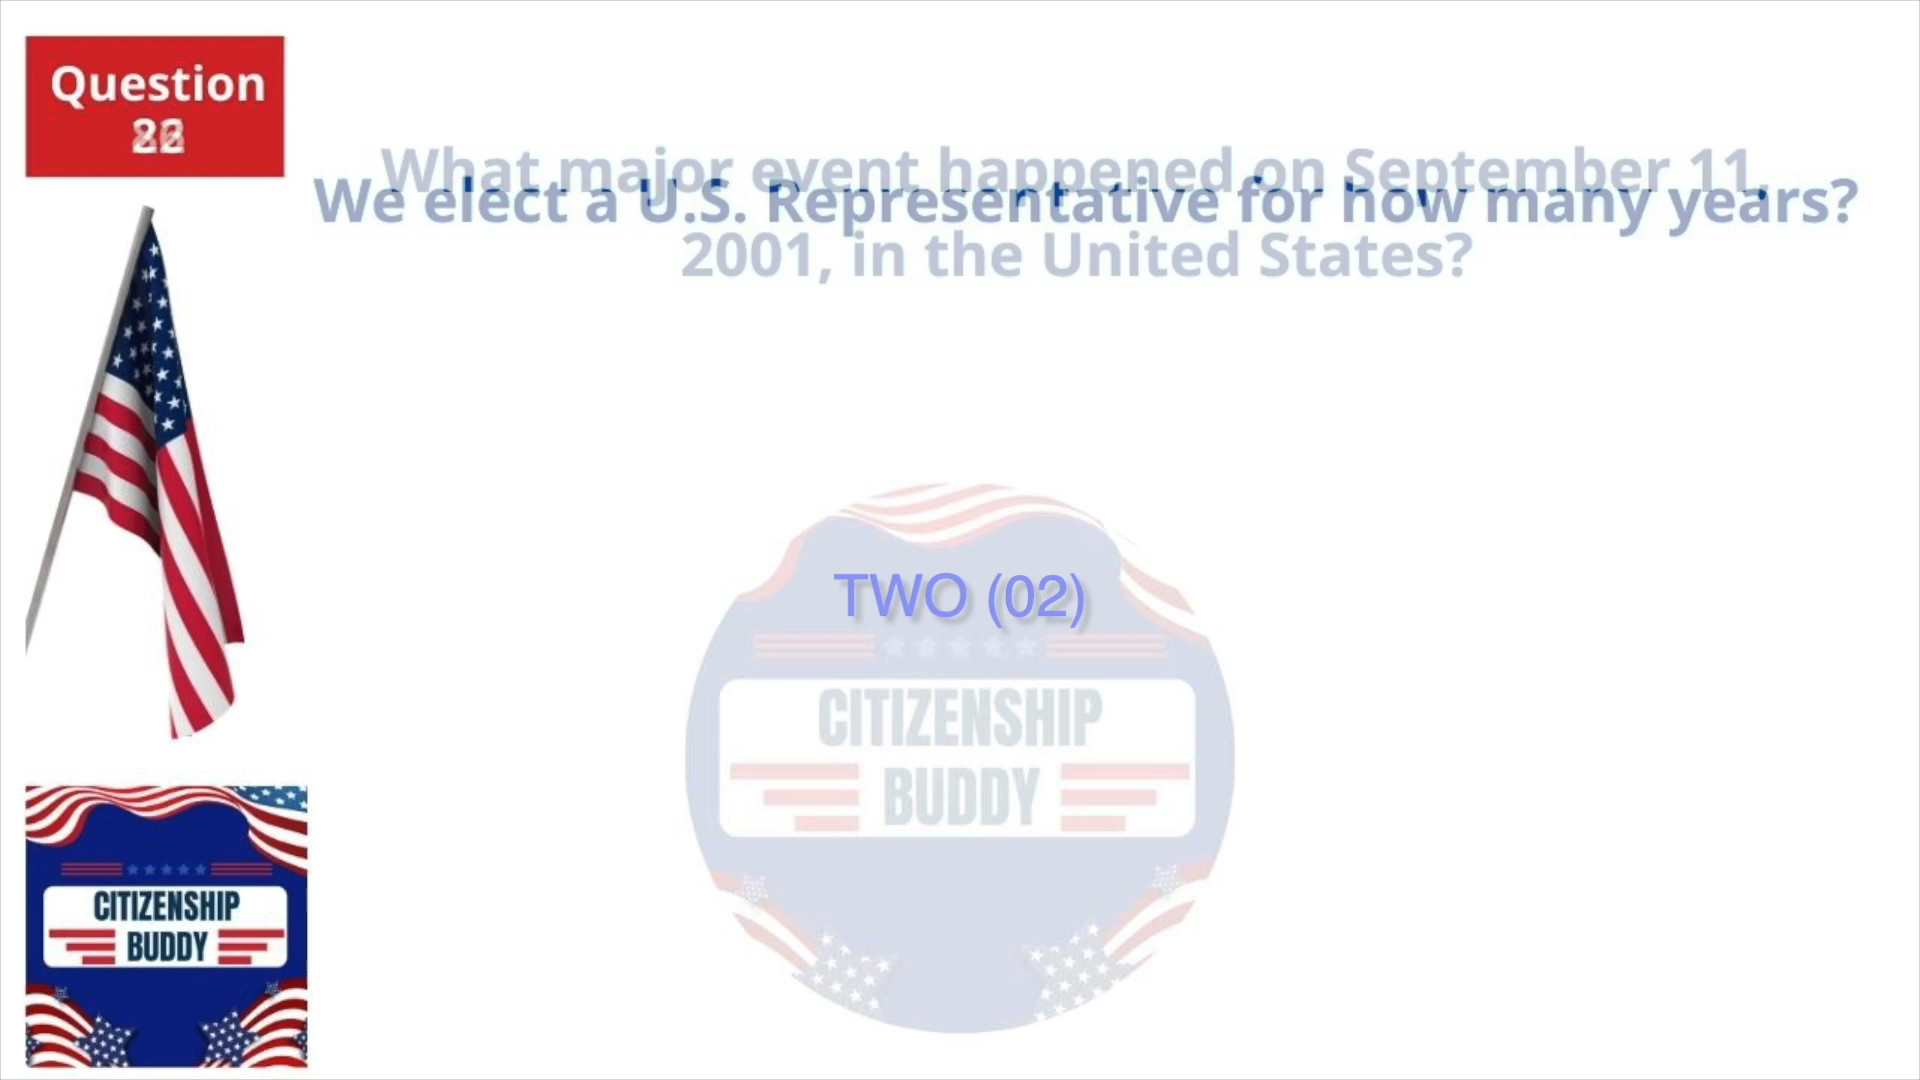 Question
22
What major event happened on September 11,
We elect a U.S. Representative for how many years?
2001, in the United States?
TWO (02)
CITIZENSHIP
BUDDY
CITIZENSHIP
BUDDY